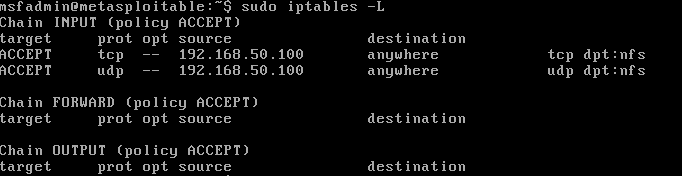 msfadmin@metasploitable:~$ sudo iptables -L
Chain INPUT (policy ACCEPT)
target     prot opt source               destination
ACCEPT     tcp  --  192.168.50.100       anywhere            tcp dpt:nfs
ACCEPT     udp  --  192.168.50.100       anywhere            udp dpt:nfs
Chain FORWARD (policy ACCEPT)
target     prot opt source               destination
Chain OUTPUT (policy ACCEPT)
target     prot opt source               destination